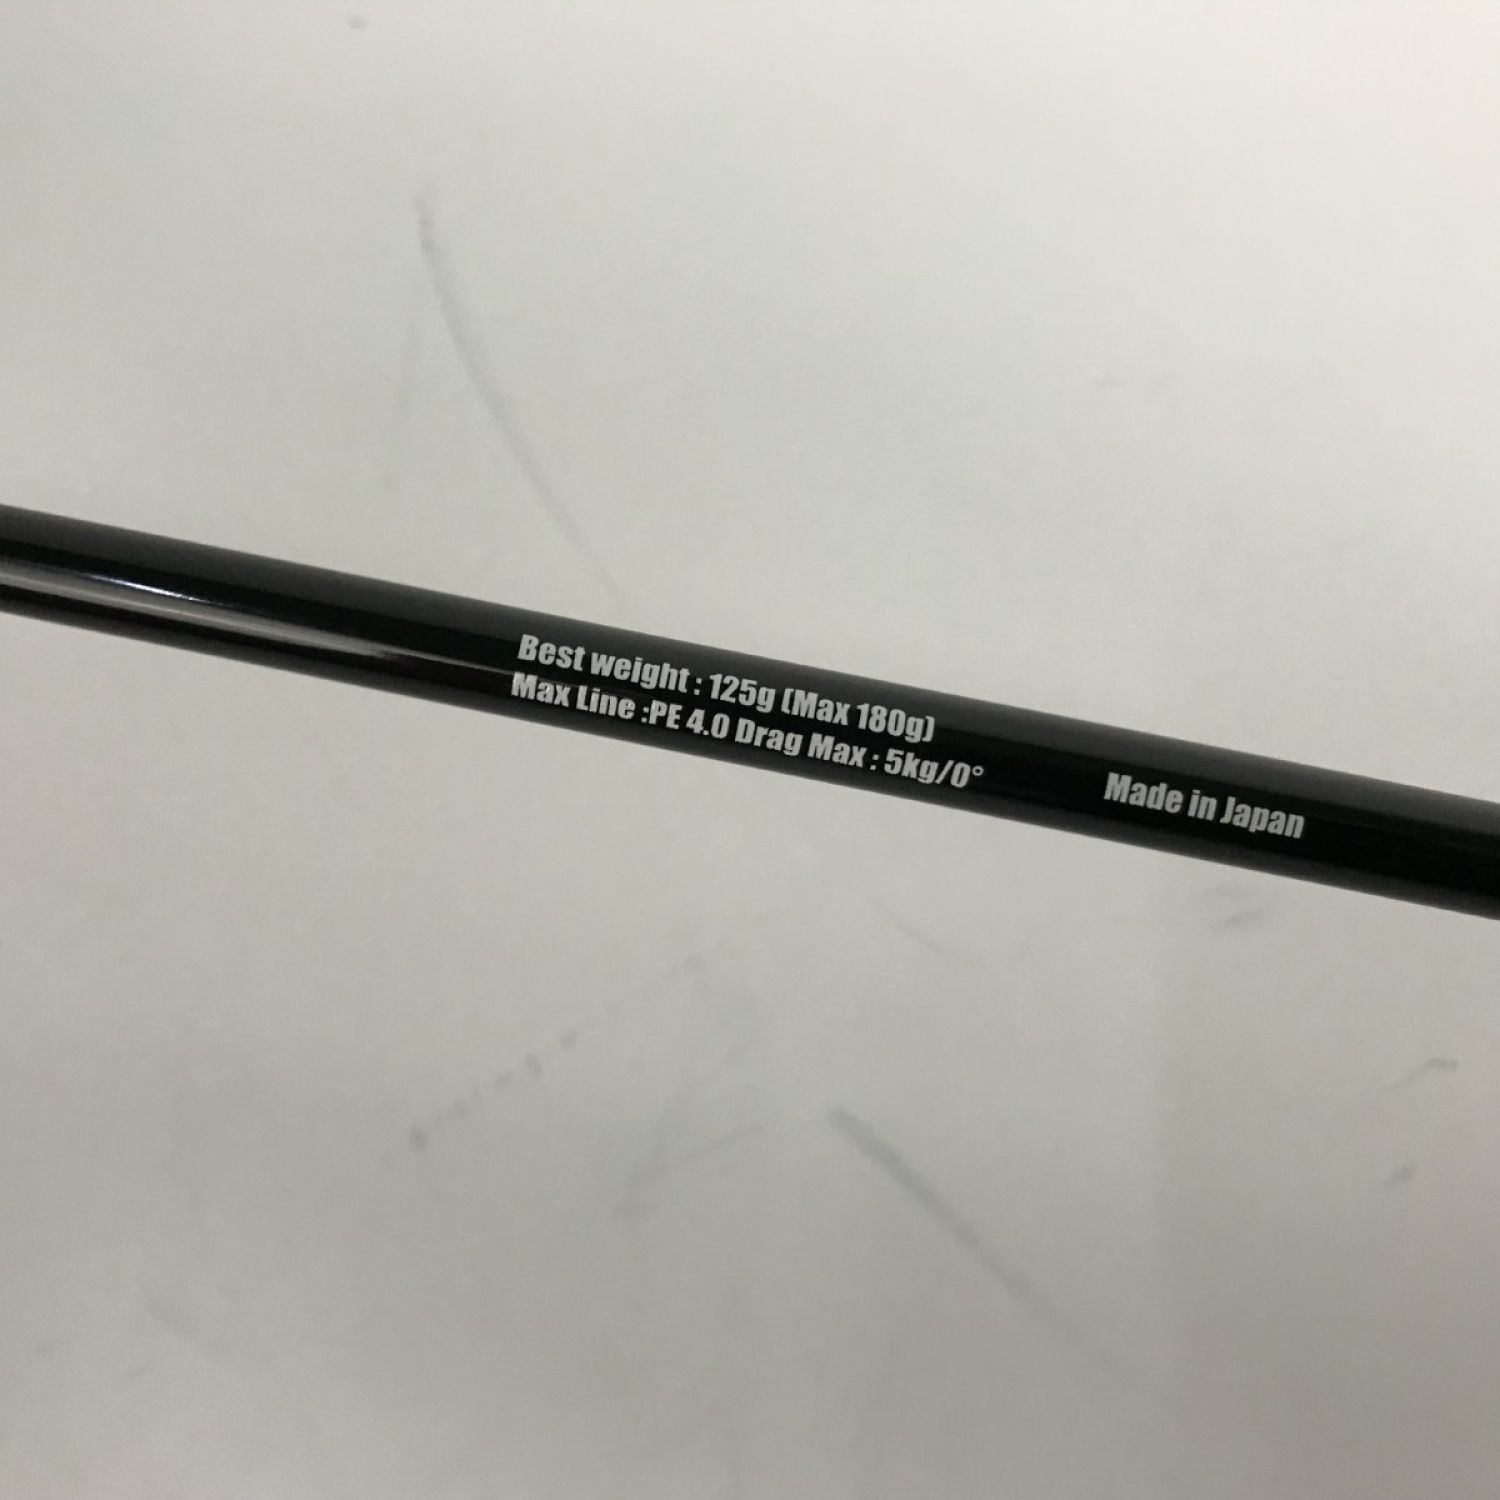 Best weight : 125g (Max 180g)
Max Line :PE 4.0 Drag Max : 5kg/0°
Made in Japan